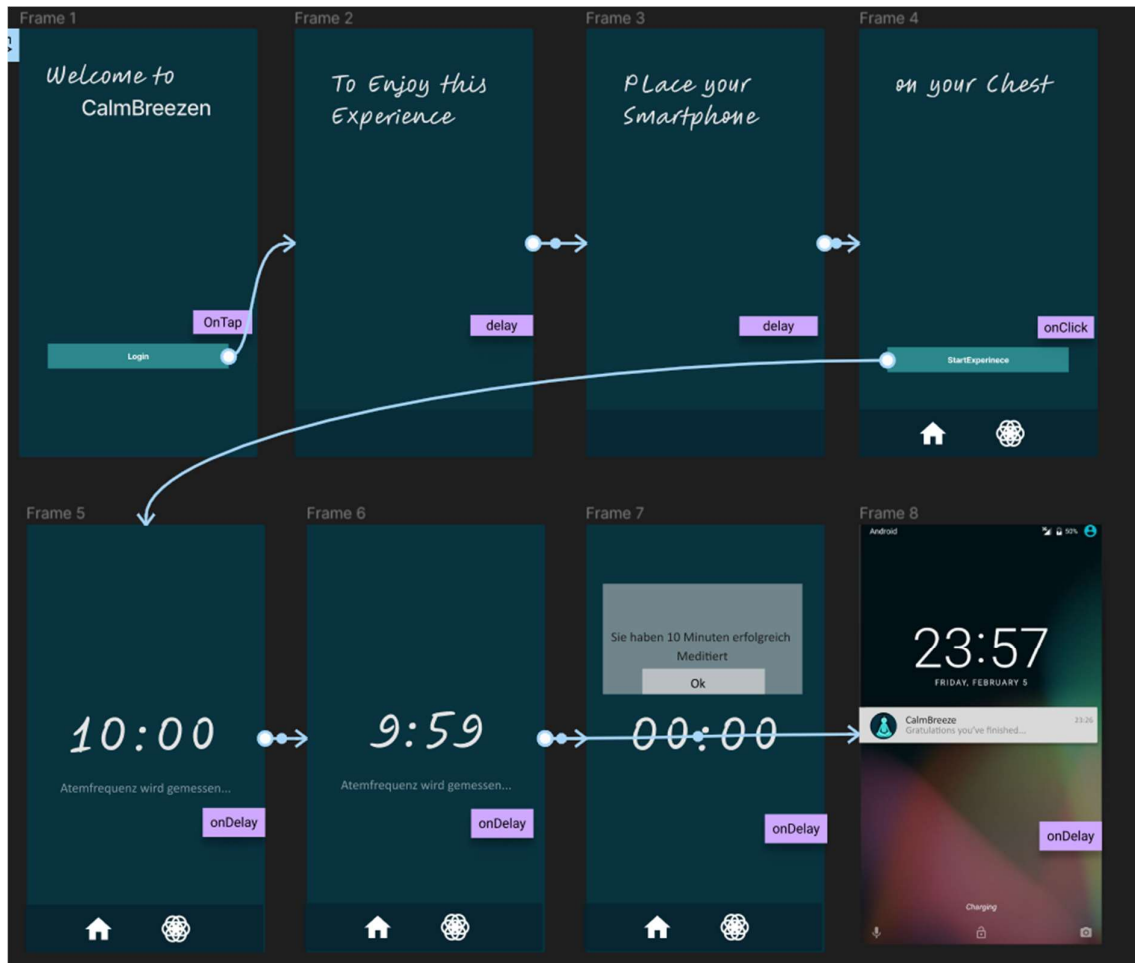 Frame 1
Welcome to
CalmBreezen
OnTap
Login
Frame 2
To Enjoy this
Experience
delay
Frame 3
PLace your
Smartphone
delay
Frame 4
on your Chest
onClick
StartExperinece
Frame 5
10:00
Atemfrequenz wird gemessen...
onDelay
Frame 6
9:59
Atemfrequenz wird gemessen...
onDelay
Frame 7
Sie haben 10 Minuten erfolgreich
Meditiert
Ok
00:00
onDelay
Frame 8
Android
50%
23:57
FRIDAY, FEBRUARY 5
CalmBreeze 23:26
Gratulations you've finished...
onDelay
Charging